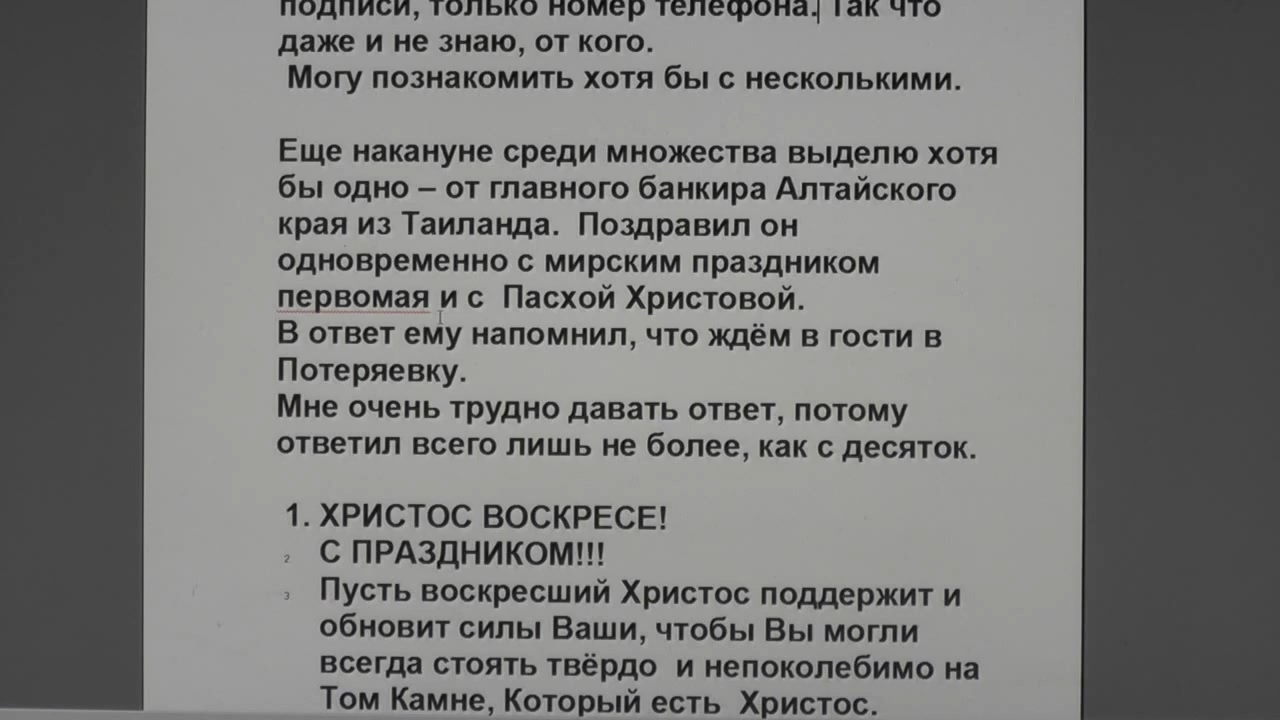 подписи, только номер телефона. Так что
даже и не знаю, от кого.
Могу познакомить хотя бы с несколькими.
Еще накануне среди множества выделю хотя
бы одно – от главного банкира Алтайского
края из Таиланда.  Поздравил он
одновременно с мирским праздником
первомая и с  Пасхой Христовой.
В ответ ему напомнил, что ждём в гости в
Потеряевку.
Мне очень трудно давать ответ, потому
ответил всего лишь не более, как с десяток.
1. ХРИСТОС ВОСКРЕСЕ!
2 С ПРАЗДНИКОМ!!!
3 Пусть воскресший Христос поддержит и
обновит силы Ваши, чтобы Вы могли
всегда стоять твёрдо  и непоколебимо на
Том Камне, Который есть  Христос.